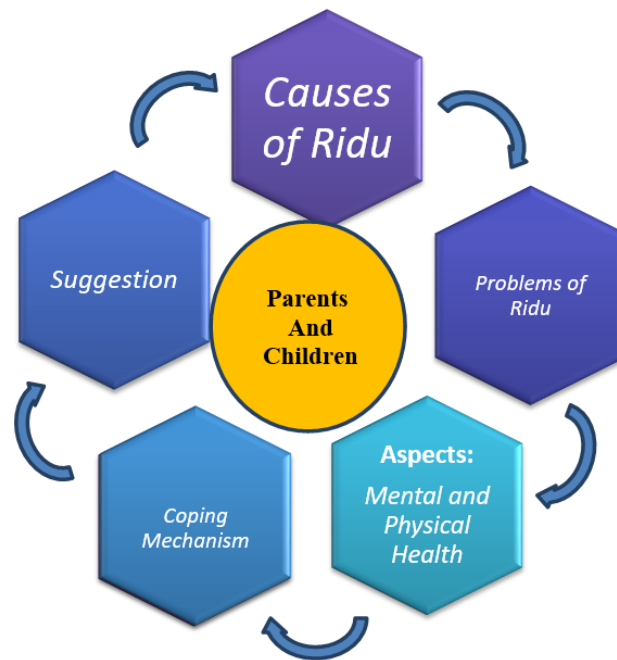 Causes
of Ridu
Problems of
Ridu
Aspects:
Mental and
Physical
Health
Coping
Mechanism
Suggestion
Parents
And
Children